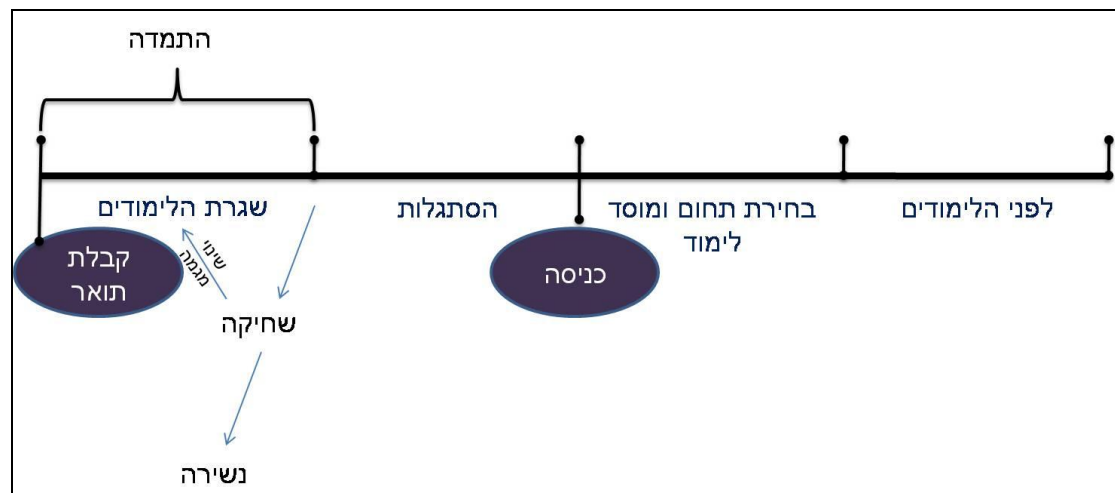 התמדה
לפני הלימודים
בחירת תחום ומוסד
לימוד
הסתגלות
שגרת הלימודים
כניסה
קבלת
תואר
שינוי
מגמה
שחיקה
נשירה